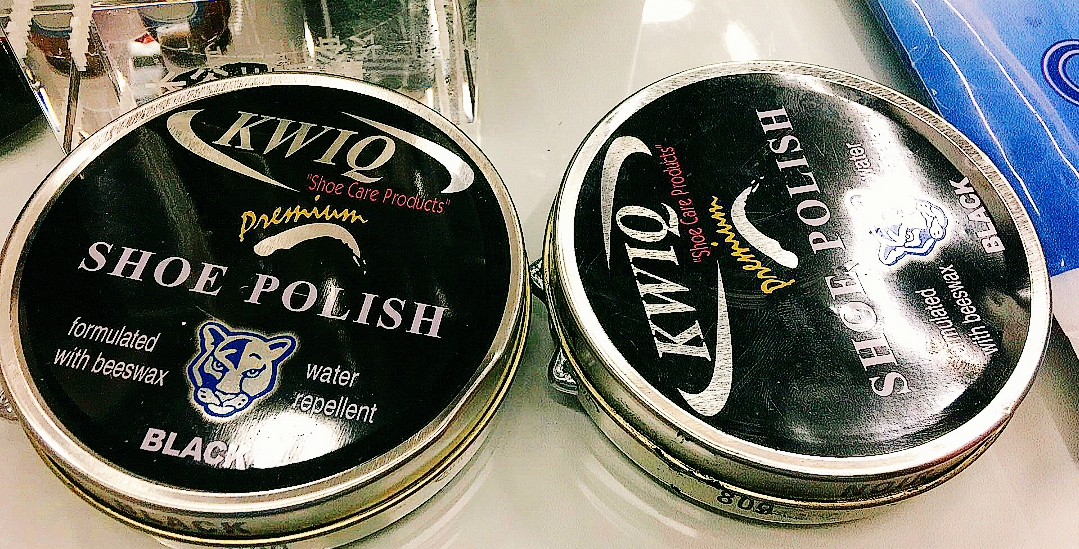 KWIQ
"Shoe Care Products"
premium
SHOE POLISH
formulated
with beeswax
water
repellent
BLACK
BLACK
KWIQ
"Shoe Care Products"
premium
SHOE POLISH
water
with beeswax
BLACK